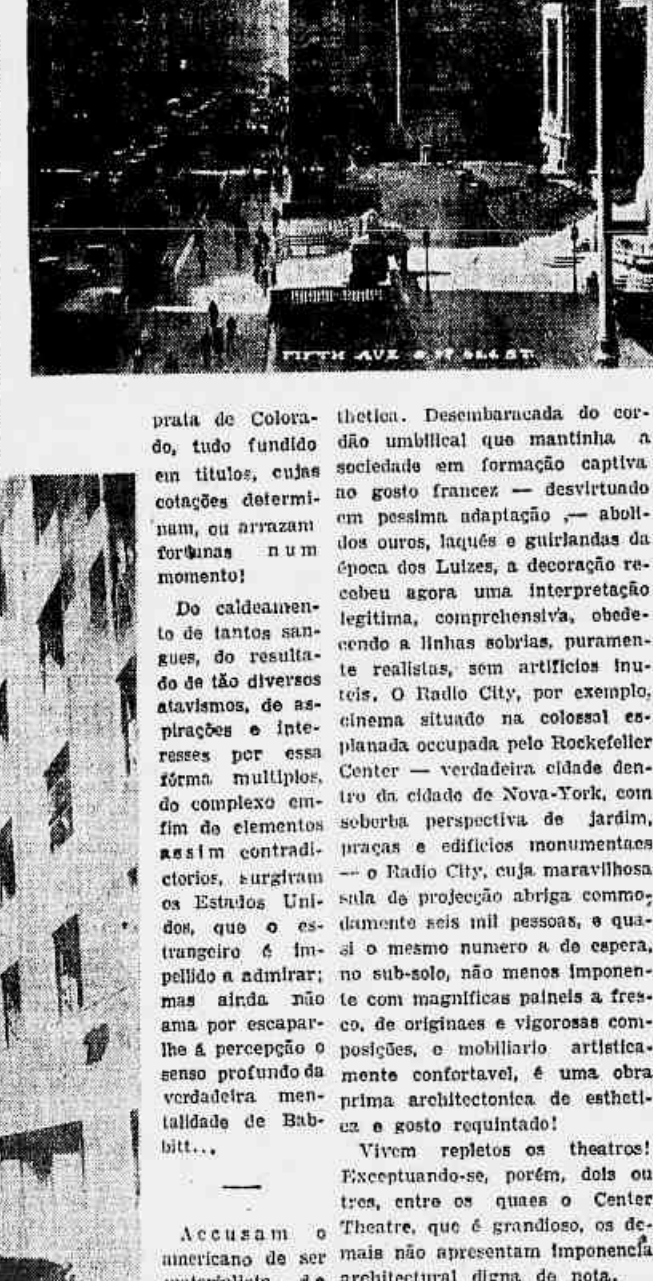 FIFTH AVE
prata de Colora-
do, tudo fundido
em titulos, cujas
cotações determi-
nam, ou arrazam
fortunas num
momento!
Do caldeamen-
to de tantos san-
gues, do resulta-
do de tão diversos
atavismos, de as-
pirações e inte-
resses por essa
fórma multiplos,
do complexo em-
fim de elementos
assim contradi-
ctorios, surgiram
os Estados Uni-
dos, que o es-
trangeiro é im-
pellido a admirar;
mas ainda não
ama por escapar-
lhe á percepção o
senso profundo da
verdadeira men-
talidade de Bab-
bitt...
Accusam o
americano de ser
materialista, de
thetica. Desembaracada do cor-
dão umbilical que mantinha a
sociedade em formação captiva
ao gosto francez — desvirtuado
em pessima adaptação ,— aboli-
dos ouros, laqués e guirlandas da
época dos Luizes, a decoração re-
cebeu agora uma interpretação
legitima, comprehensiva, obede-
cendo a linhas sobrias, puramen-
te realistas, sem artificios inu-
teis. O Radio City, por exemplo,
cinema situado na colossal es-
planada occupada pelo Rockefeller
Center — verdadeira cidade den-
tro da cidade de Nova-York, com
soberba perspectiva de jardim,
praças e edificios monumentaes
— o Radio City, cuja maravilhosa
sala de projecção abriga commo-
damente seis mil pessoas, e qua-
si o mesmo numero a de espera,
no sub-solo, não menos imponen-
te com magnificas paineis a fres-
co, de originaes e vigorosas com-
posições, e mobiliario artistica-
mente confortavel, é uma obra
prima architectonica de estheti-
ca e gosto requintado!
Vivem repletos os theatros!
Exceptuando-se, porém, dois ou
tres, entre os quaes o Center
Theatre, que é grandioso, os de-
mais não apresentam imponencia
architectural digna de nota.